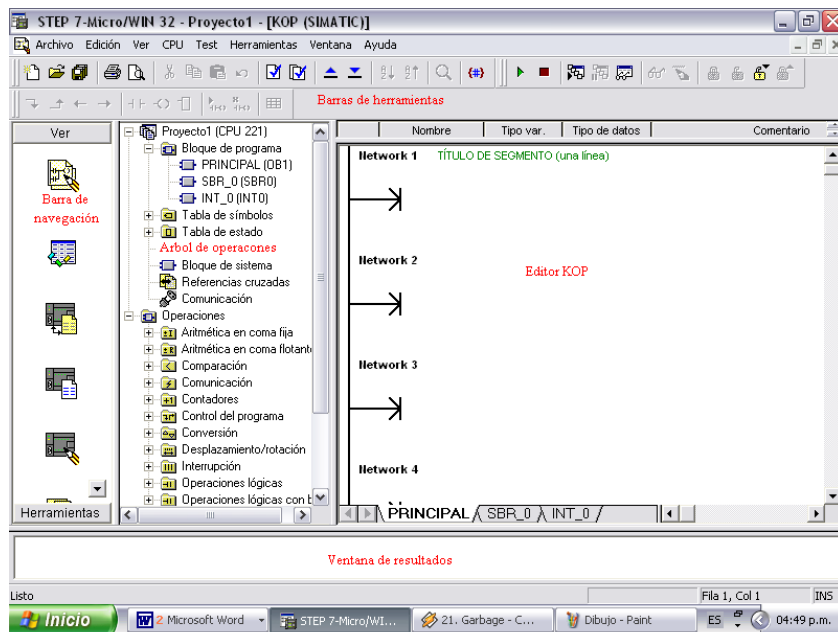 STEP 7-Micro/WIN 32 - Proyecto1 - [KOP (SIMATIC)]
Archivo Edición Ver CPU Test Herramientas Ventana Ayuda
Barras de herramientas
Ver
Barra de
navegación
Herramientas
Proyecto1 (CPU 221)
Bloque de programa
PRINCIPAL (OB1)
SBR_0 (SBR0)
INT_0 (INT0)
Tabla de símbolos
Tabla de estado
Arbol de operacones
Bloque de sistema
Referencias cruzadas
Comunicación
Operaciones
Aritmética en coma fija
Aritmética en coma flotant
Comparación
Comunicación
Contadores
Control del programa
Conversión
Desplazamiento/rotación
Interrupción
Operaciones lógicas
Operaciones lógicas con b
Nombre Tipo var. Tipo de datos Comentario
Network 1 TÍTULO DE SEGMENTO (una línea)
Network 2
Editor KOP
Network 3
Network 4
PRINCIPAL SBR_0 INT_0
Ventana de resultados
Listo Fila 1, Col 1 INS
Inicio 2 Microsoft Word STEP 7-Micro/WI... 21. Garbage - C... Dibujo - Paint ES 04:49 p.m.